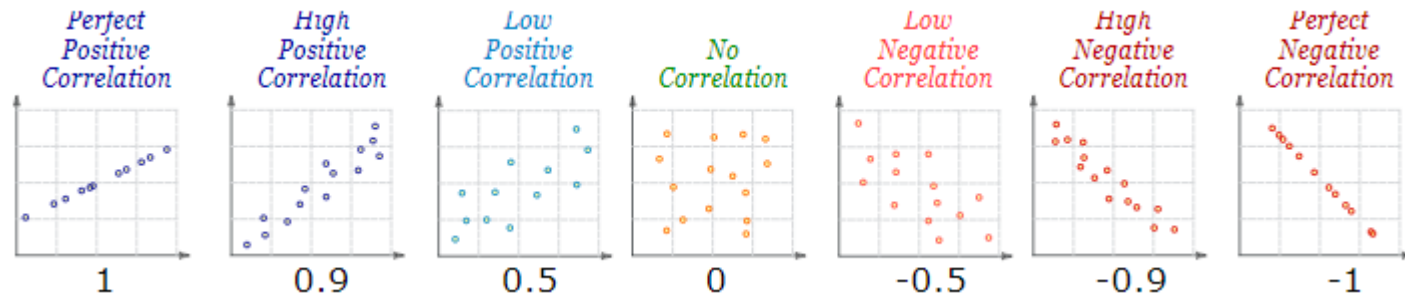 Perfect
Positive
Correlation
High
Positive
Correlation
Low
Positive
Correlation
No
Correlation
Low
Negative
Correlation
High
Negative
Correlation
Perfect
Negative
Correlation
1
0.9
0.5
0
-0.5
-0.9
-1